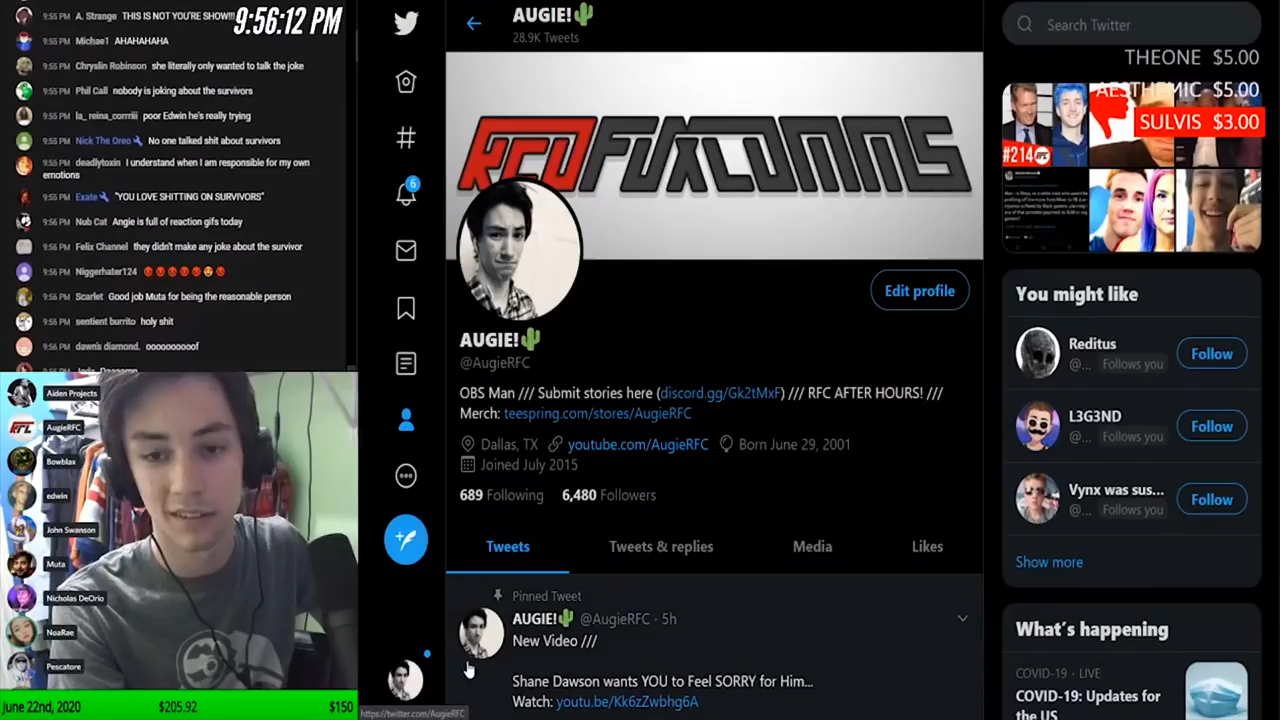 A. Strange THIS IS NOT YOU'RE SHOW!!!
9:56:12 PM
9:55 PM Michae1 AHAHAHAHA
9:55 PM Chryslin Robinson she literally only wanted to talk the joke
9:55 PM Phil Call nobody is joking about the survivors
9:55 PM la_ reina_corrriii poor Edwin he's really trying
9:55 PM Nick The Oreo No one talked shit about survivors
9:55 PM deadlytoxin I understand when I am responsible for my own
emotions
9:55 PM Exate "YOU LOVE SHITTING ON SURVIVORS"
9:56 PM Nub Cat Angie is full of reaction gifs today
9:56 PM Felix Channel they didn't make any joke about the survivor
9:56 PM Niggerhater124
9:56 PM Scarlet Good job Muta for being the reasonable person
9:56 PM sentient burrito holy shit
9:56 PM dawn's diamond. oooooooooof
Aiden Projects
AugieRFC
Bowblax
edwin
John Swanson
Muta
Nicholas DeOrio
NoaRae
Pescatore
June 22nd, 2020 $205.92 $150
AUGIE!🌵
28.9K Tweets
REDFOXCOMMS
6
Edit profile
AUGIE!🌵
@AugieRFC
OBS Man /// Submit stories here (discord.gg/Gk2tMxF) /// RFC AFTER HOURS! ///
Merch: teespring.com/stores/AugieRFC
Dallas, TX youtube.com/AugieRFC Born June 29, 2001
Joined July 2015
689 Following 6,480 Followers
Tweets Tweets & replies Media Likes
Pinned Tweet
AUGIE!🌵 @AugieRFC · 5h
New Video ///
Shane Dawson wants YOU to Feel SORRY for Him...
Watch: youtu.be/Kk6zZwbhg6A
https://twitter.com/AugieRFC
Search Twitter
THEONE $5.00
AESTHEMIC - $5.00
SULVIS $3.00
#214
You might like
Reditus
@... Follows you
Follow
L3G3ND
@... Follows you
Follow
Vynx was sus...
@... Follows you
Follow
Show more
What's happening
COVID-19 · LIVE
COVID-19: Updates for
the US